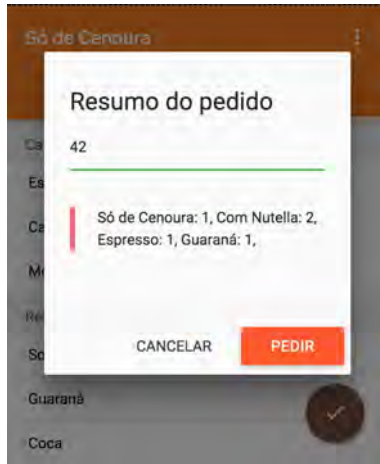 Só de Cenoura
Resumo do pedido
42
Só de Cenoura: 1, Com Nutella: 2,
Espresso: 1, Guaraná: 1,
CANCELAR
PEDIR
Guaraná
Coca